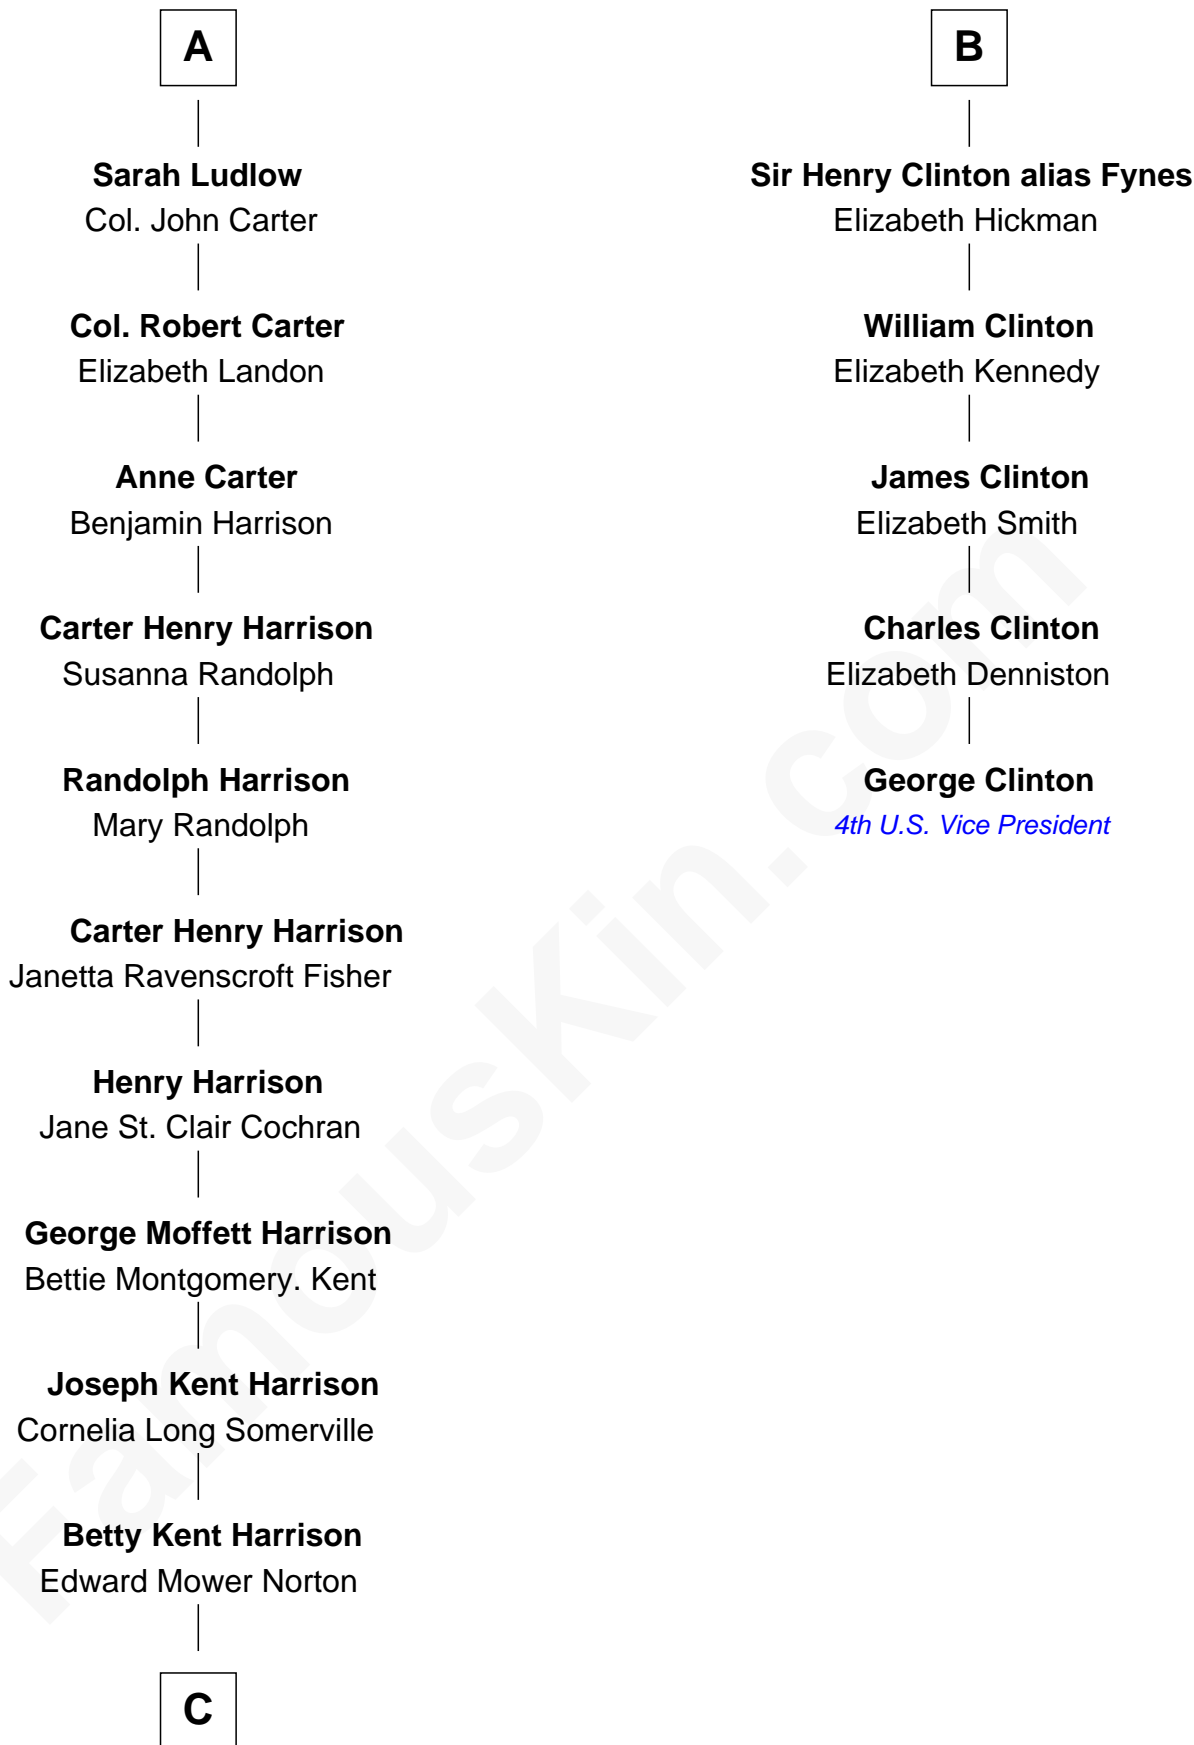 A
Sarah Ludlow
Col. John Carter
Col. Robert Carter
Elizabeth Landon
Anne Carter
Benjamin Harrison
Carter Henry Harrison
Susanna Randolph
Randolph Harrison
Mary Randolph
Carter Henry Harrison
Janetta Ravenscroft Fisher
Henry Harrison
Jane St. Clair Cochran
George Moffett Harrison
Bettie Montgomery. Kent
Joseph Kent Harrison
Cornelia Long Somerville
Betty Kent Harrison
Edward Mower Norton
C
B
Sir Henry Clinton alias Fynes
Elizabeth Hickman
William Clinton
Elizabeth Kennedy
James Clinton
Elizabeth Smith
Charles Clinton
Elizabeth Denniston
George Clinton
4th U.S. Vice President
FamousKin.com